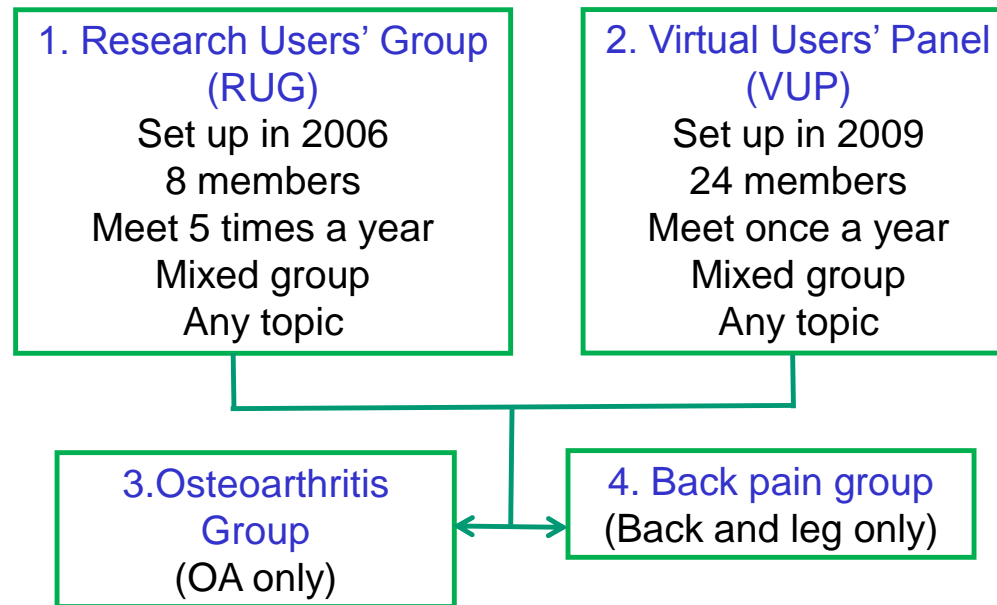 1. Research Users’ Group
(RUG)
Set up in 2006
8 members
Meet 5 times a year
Mixed group
Any topic
2. Virtual Users’ Panel
(VUP)
Set up in 2009
24 members
Meet once a year
Mixed group
Any topic
3.Osteoarthritis
Group
(OA only)
4. Back pain group
(Back and leg only)